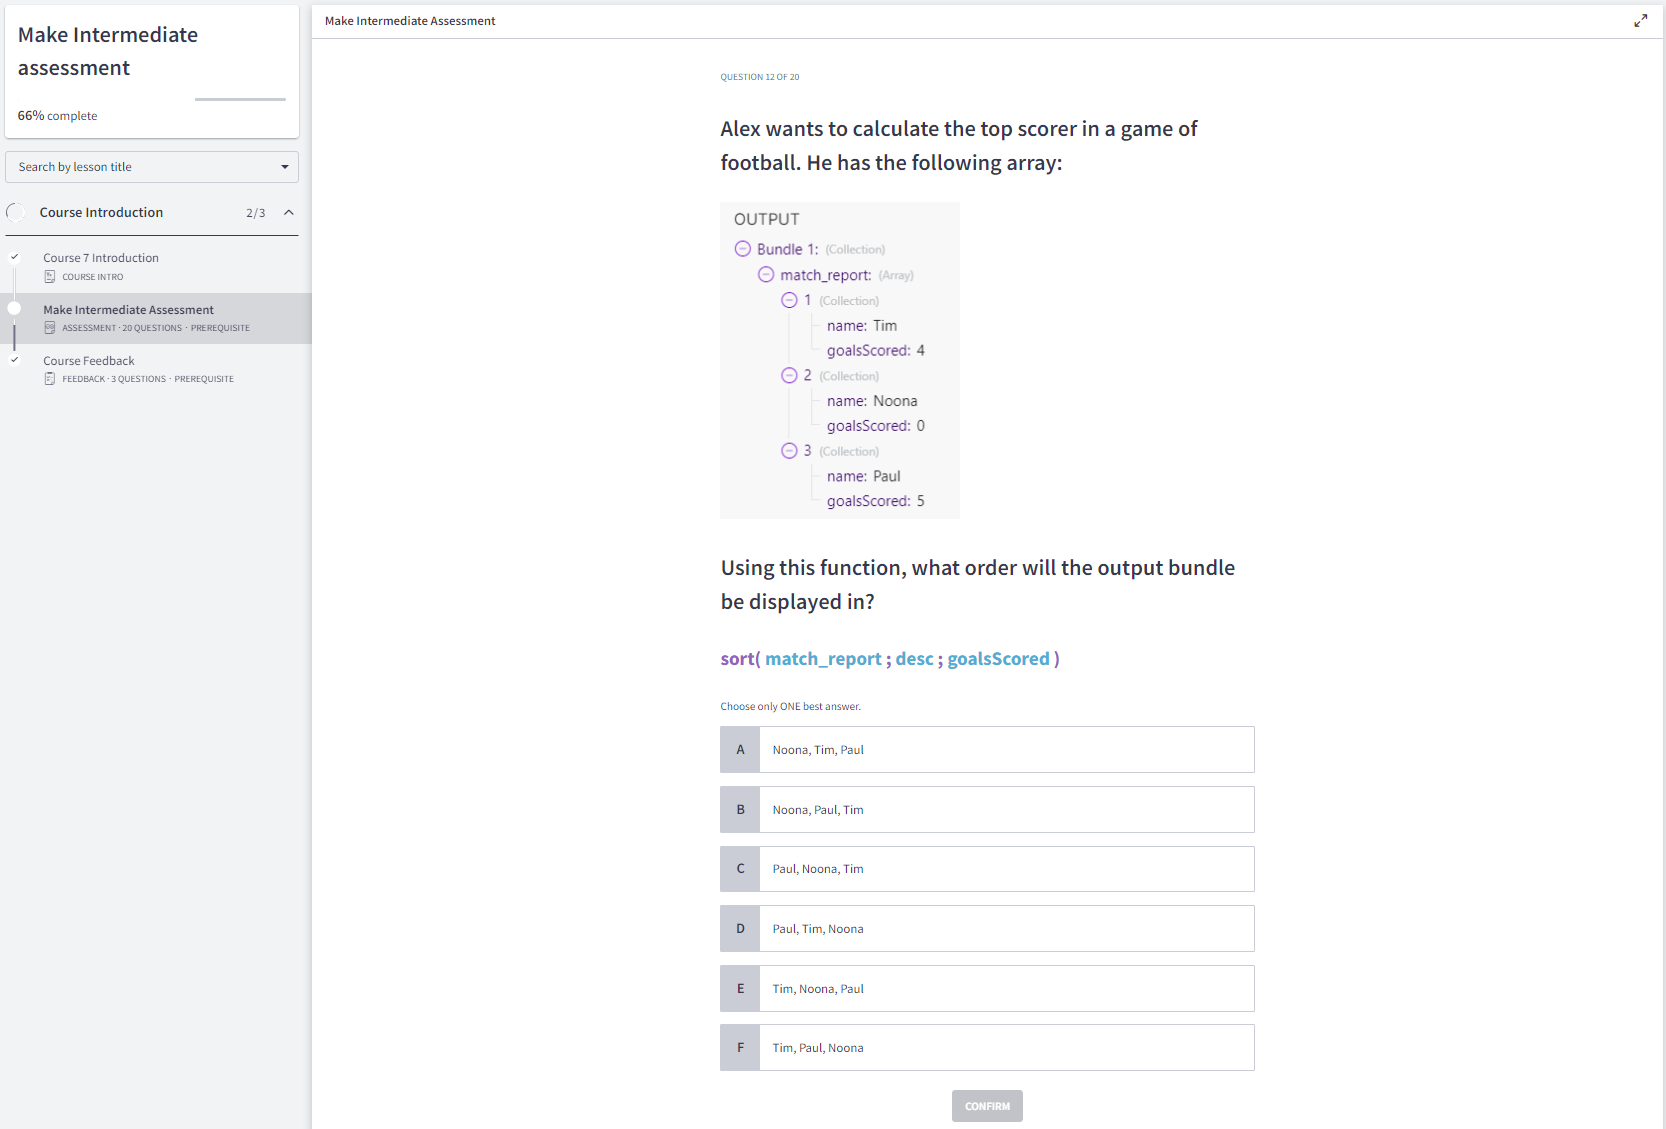 Make Intermediate
assessment
66% complete
Search by lesson title
Course Introduction 2/3
Course 7 Introduction
COURSE INTRO
Make Intermediate Assessment
ASSESSMENT · 20 QUESTIONS · PREREQUISITE
Course Feedback
FEEDBACK · 3 QUESTIONS · PREREQUISITE
Make Intermediate Assessment
QUESTION 12 OF 20
Alex wants to calculate the top scorer in a game of
football. He has the following array:
OUTPUT
Bundle 1: (Collection)
match_report: (Array)
1 (Collection)
name: Tim
goalsScored: 4
2 (Collection)
name: Noona
goalsScored: 0
3 (Collection)
name: Paul
goalsScored: 5
Using this function, what order will the output bundle
be displayed in?
sort( match_report ; desc ; goalsScored )
Choose only ONE best answer.
A Noona, Tim, Paul
B Noona, Paul, Tim
C Paul, Noona, Tim
D Paul, Tim, Noona
E Tim, Noona, Paul
F Tim, Paul, Noona
CONFIRM